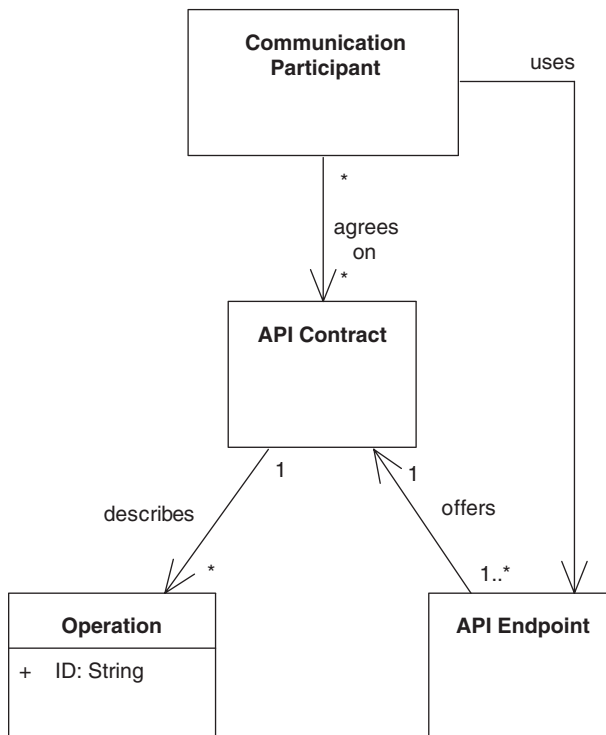 Communication
Participant
uses
*
agrees
on
*
API Contract
1
1
describes
offers
*
1..*
Operation
+ ID: String
API Endpoint